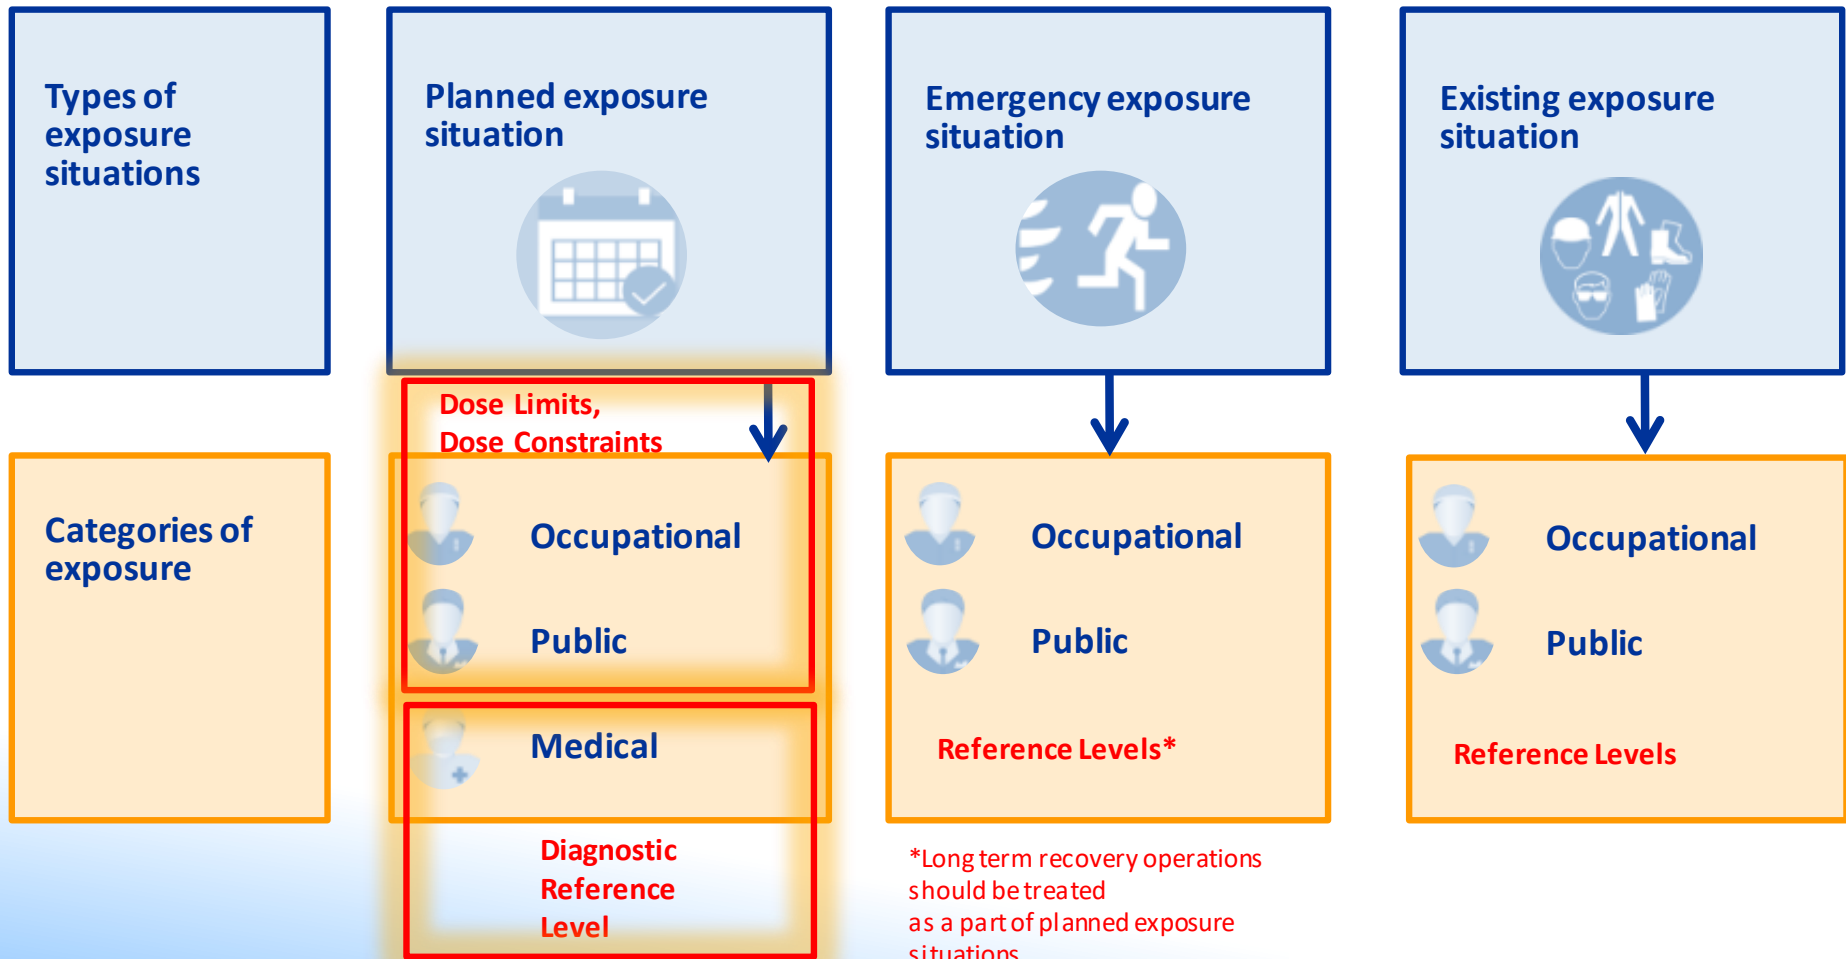 Types of
exposure
situations
Planned exposure
situation
Emergency exposure
situation
Existing exposure
situation
Dose Limits,
Dose Constraints
Categories of
exposure
Occupational
Public
Medical
Diagnostic
Reference
Level
Occupational
Public
Reference Levels*
*Long term recovery operations
should be treated
as a part of planned exposure
situations
Occupational
Public
Reference Levels